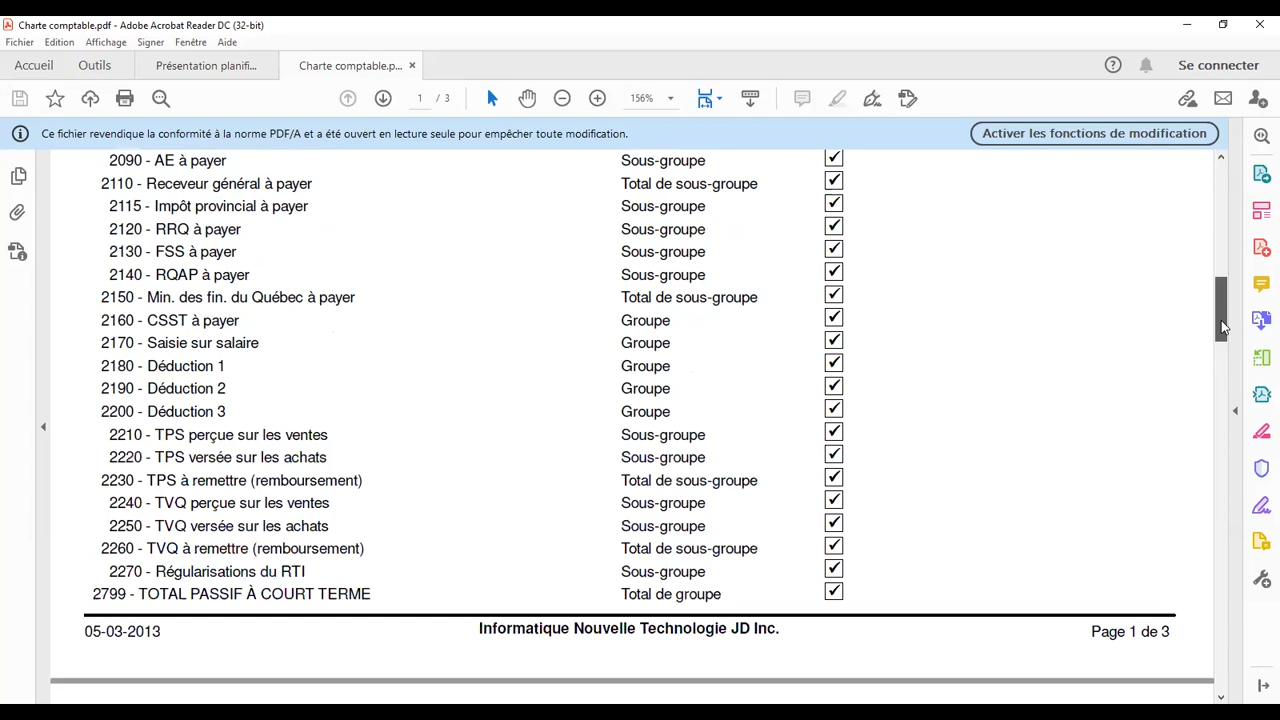 Charte comptable.pdf - Adobe Acrobat Reader DC (32-bit)
Fichier Edition Affichage Signer Fenêtre Aide
Accueil Outils Présentation planifi... Charte comptable.p... × Se connecter
1 / 3 156%
Ce fichier revendique la conformité à la norme PDF/A et a été ouvert en lecture seule pour empêcher toute modification. Activer les fonctions de modification
2090 - AE à payer Sous-groupe
2110 - Receveur général à payer Total de sous-groupe
2115 - Impôt provincial à payer Sous-groupe
2120 - RRQ à payer Sous-groupe
2130 - FSS à payer Sous-groupe
2140 - RQAP à payer Sous-groupe
2150 - Min. des fin. du Québec à payer Total de sous-groupe
2160 - CSST à payer Groupe
2170 - Saisie sur salaire Groupe
2180 - Déduction 1 Groupe
2190 - Déduction 2 Groupe
2200 - Déduction 3 Groupe
2210 - TPS perçue sur les ventes Sous-groupe
2220 - TPS versée sur les achats Sous-groupe
2230 - TPS à remettre (remboursement) Total de sous-groupe
2240 - TVQ perçue sur les ventes Sous-groupe
2250 - TVQ versée sur les achats Sous-groupe
2260 - TVQ à remettre (remboursement) Total de sous-groupe
2270 - Régularisations du RTI Sous-groupe
2799 - TOTAL PASSIF À COURT TERME Total de groupe
05-03-2013 Informatique Nouvelle Technologie JD Inc. Page 1 de 3